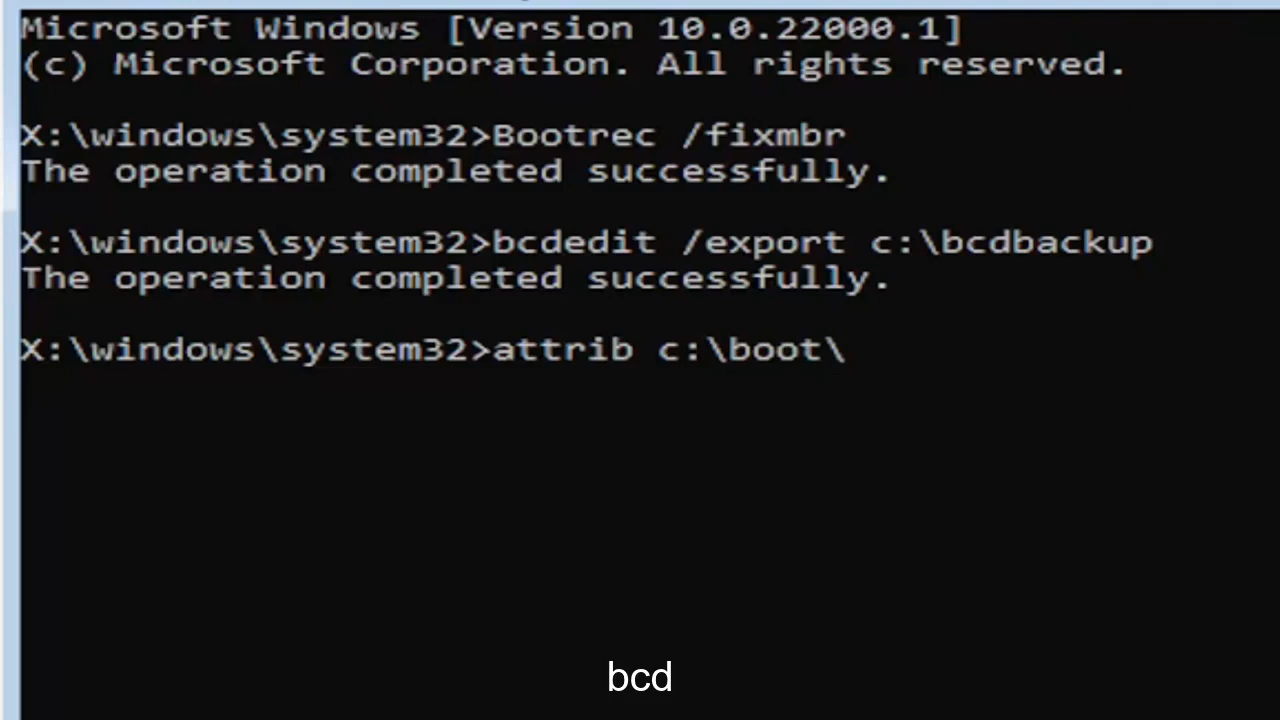 Microsoft Windows [Version 10.0.22000.1]
(c) Microsoft Corporation. All rights reserved.
X:\windows\system32>Bootrec /fixmbr
The operation completed successfully.
X:\windows\system32>bcdedit /export c:\bcdbackup
The operation completed successfully.
X:\windows\system32>attrib c:\boot\
bcd